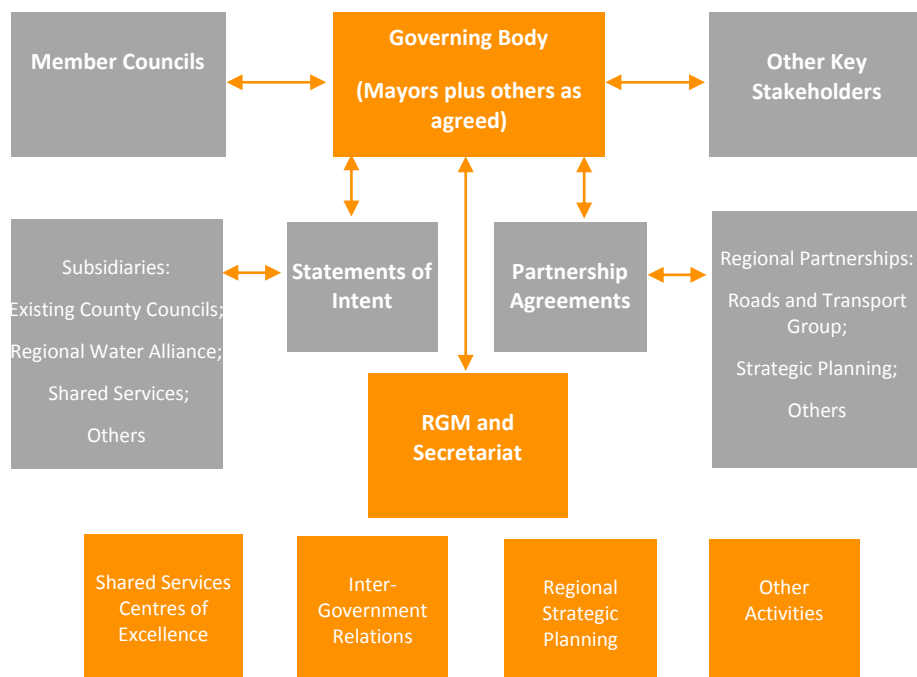 Member Councils
Governing Body
(Mayors plus others as
agreed)
Other Key
Stakeholders
Subsidiaries:
Existing County Councils;
Regional Water Alliance;
Shared Services;
Others
Statements of
Intent
Partnership
Agreements
Regional Partnerships:
Roads and Transport
Group;
Strategic Planning;
Others
RGM and
Secretariat
Shared Services
Centres of
Excellence
Inter-
Government
Relations
Regional
Strategic
Planning
Other
Activities